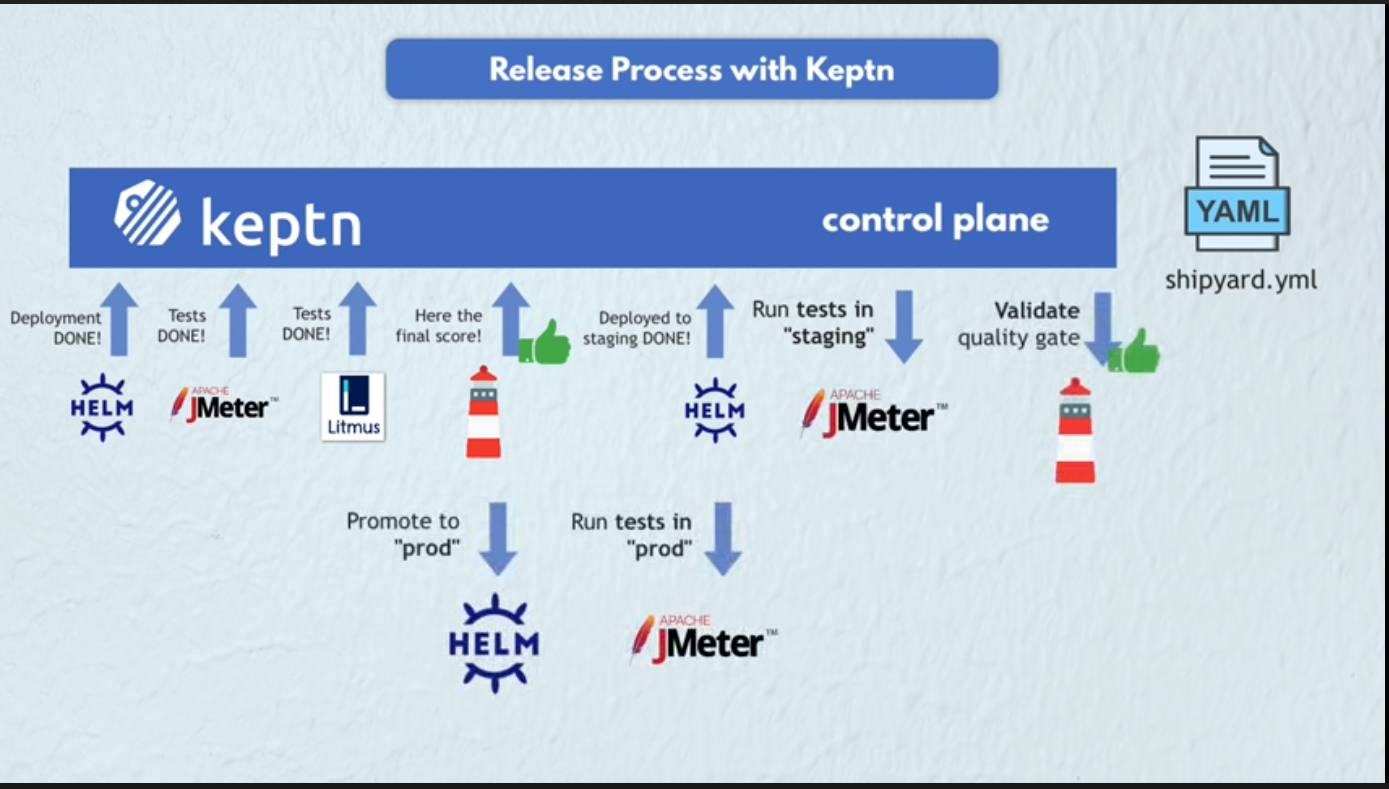 Release Process with Keptn
keptn
control plane
YAML
shipyard.yml
Deployment
DONE!
Tests
DONE!
Tests
DONE!
Here the
final score!
Deployed to
staging DONE!
Run tests in
"staging"
Validate
quality gate
HELM
APACHE
JMeter™
Litmus
HELM
APACHE
JMeter™
Promote to
"prod"
Run tests in
"prod"
HELM
APACHE
JMeter™